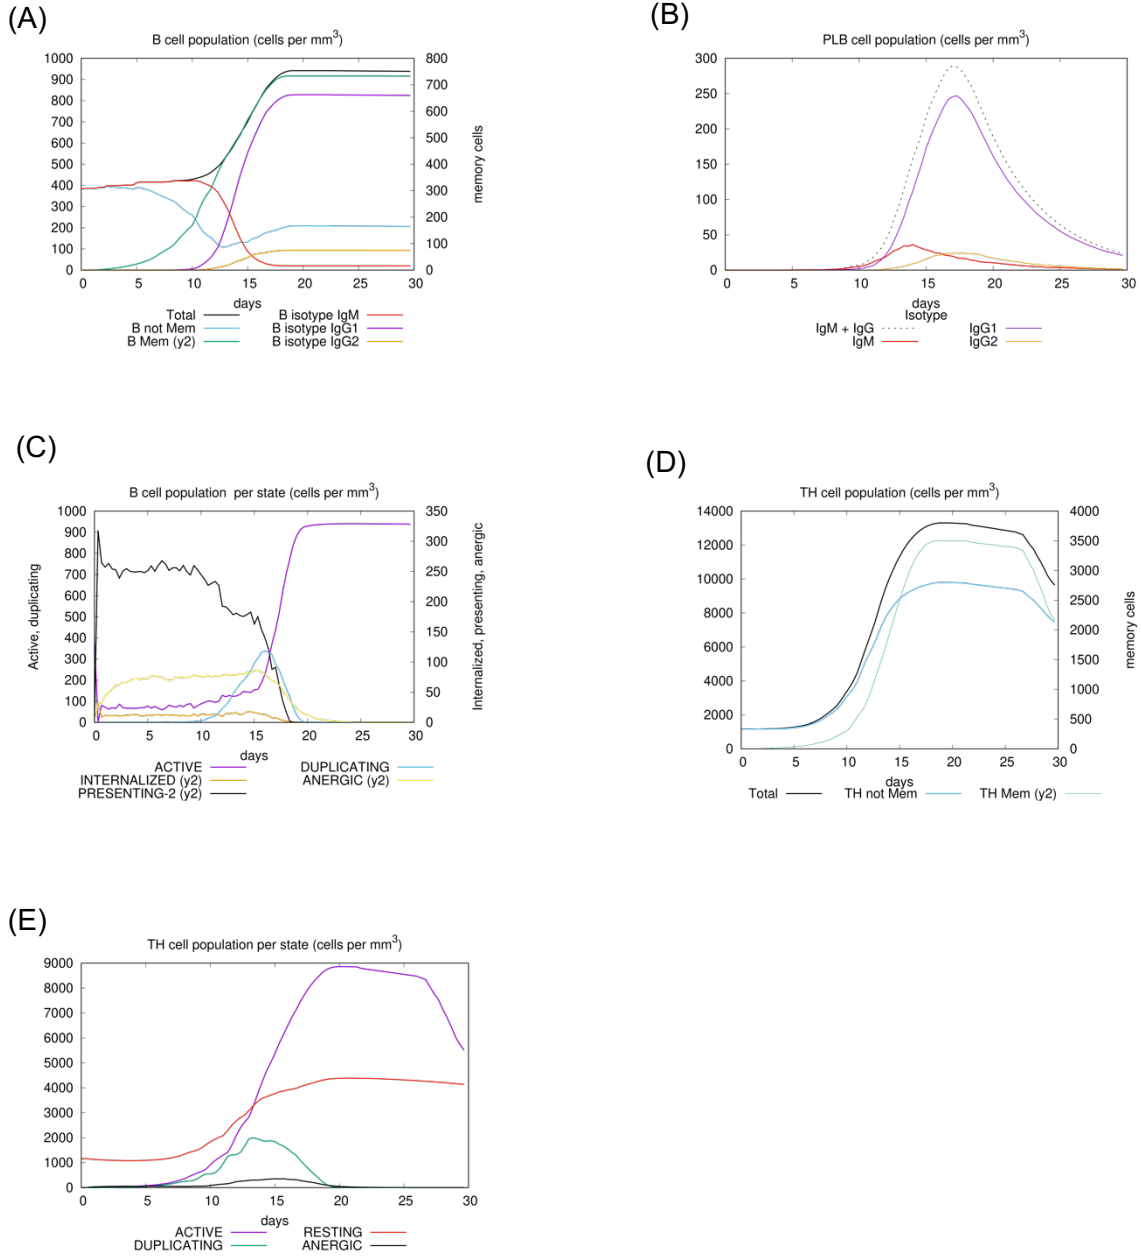 (A)
B cell population (cells per mm3)
1000
900
800
700
600
500
400
300
200
100
0
800
700
600
500
400
300
200
100
0
memory cells
0 5 10 15 20 25 30
days
Total
B not Mem
B Mem (y2)
B isotype IgM
B isotype IgG1
B isotype IgG2
(B)
PLB cell population (cells per mm3)
300
250
200
150
100
50
0
0 5 10 15 20 25 30
days
Isotype
IgM + IgG
IgM
IgG1
IgG2
(C)
B cell population per state (cells per mm3)
Active, duplicating
1000
900
800
700
600
500
400
300
200
100
0
350
300
250
200
150
100
50
0
Internalized, presenting, anergic
0 5 10 15 20 25 30
days
ACTIVE
INTERNALIZED (y2)
PRESENTING-2 (y2)
DUPLICATING
ANERGIC (y2)
(D)
TH cell population (cells per mm3)
14000
12000
10000
8000
6000
4000
2000
0
4000
3500
3000
2500
2000
1500
1000
500
0
memory cells
0 5 10 15 20 25 30
days
Total
TH not Mem
TH Mem (y2)
(E)
TH cell population per state (cells per mm3)
9000
8000
7000
6000
5000
4000
3000
2000
1000
0
0 5 10 15 20 25 30
days
ACTIVE
DUPLICATING
RESTING
ANERGIC